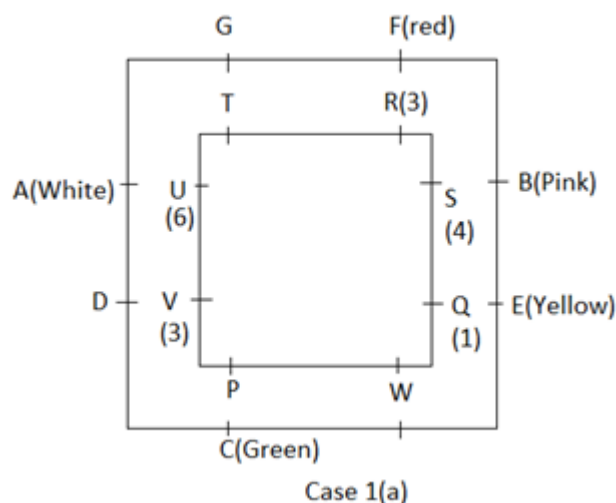 G F(red)
T R(3)
A(White) U S B(Pink)
(6) (4)
D V Q E(Yellow)
(3) (1)
P W
C(Green)
Case 1(a)